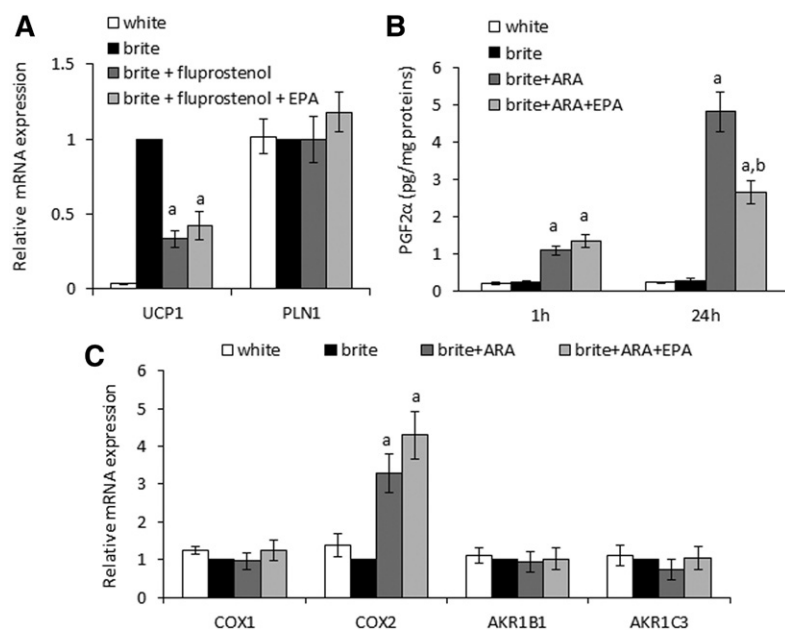 A
white
brite
brite + fluprostenol
brite + fluprostenol + EPA
Relative mRNA expression
1.5
1
0.5
0
a
a
UCP1
PLN1
B
white
brite
brite+ARA
brite+ARA+EPA
PGF2α (pg/mg proteins)
6
5
4
3
2
1
0
a
a
a
a,b
1h
24h
C
white
brite
brite+ARA
brite+ARA+EPA
Relative mRNA expression
6
5
4
3
2
1
0
a
a
COX1
COX2
AKR1B1
AKR1C3